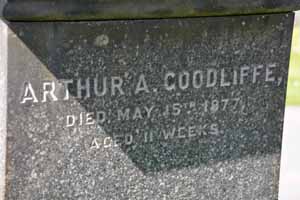 ARTHUR A. GOODLIFFE,
DIED MAY 15TH 1877,
AGED 11 WEEKS.